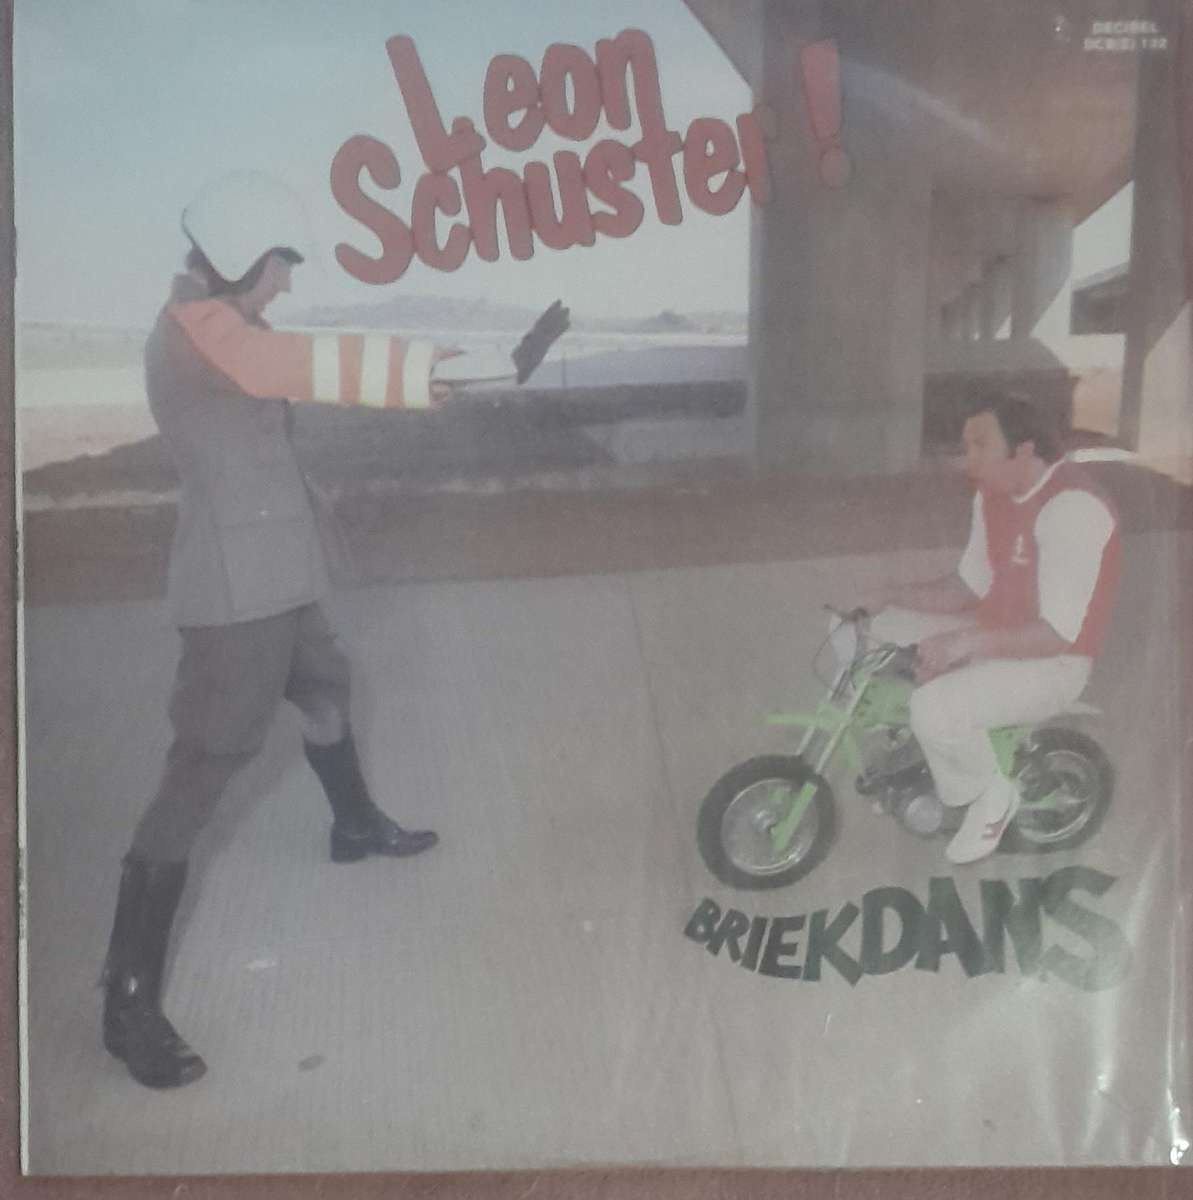 Leon
Schuster!
DECIBEL
BRIEKDANS